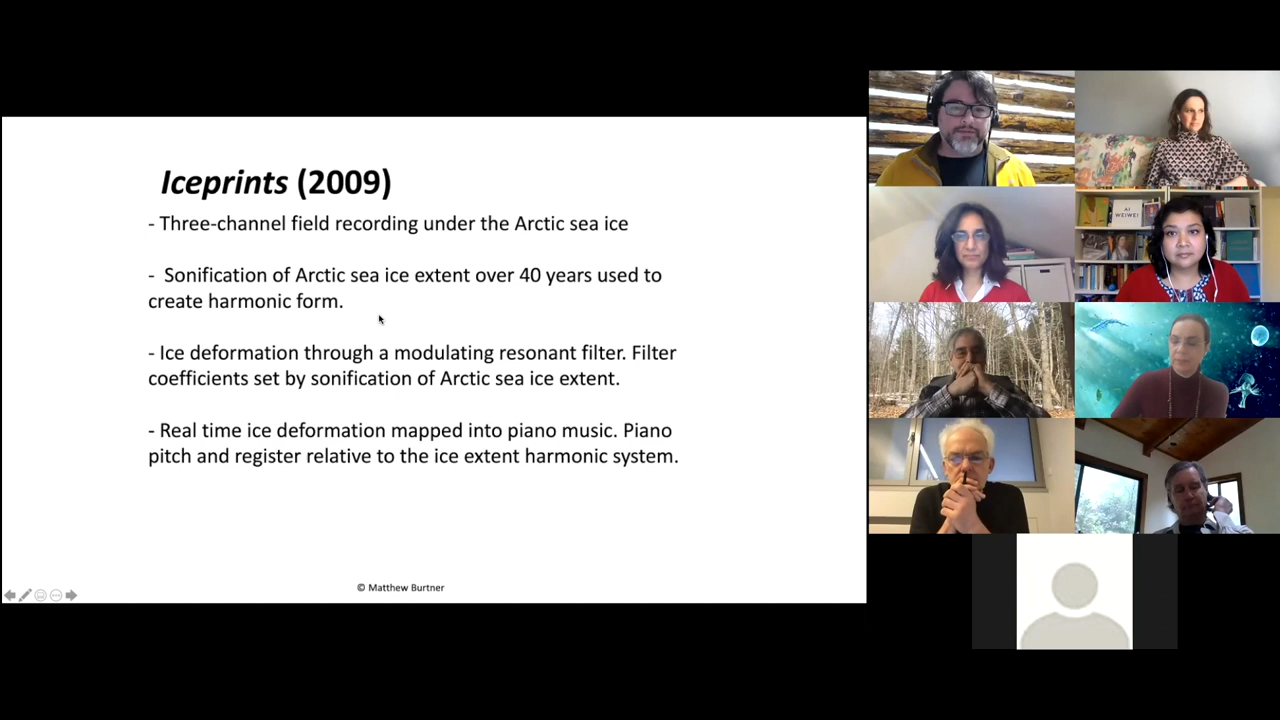 Iceprints (2009)
- Three-channel field recording under the Arctic sea ice
- Sonification of Arctic sea ice extent over 40 years used to
create harmonic form.
- Ice deformation through a modulating resonant filter. Filter
coefficients set by sonification of Arctic sea ice extent.
- Real time ice deformation mapped into piano music. Piano
pitch and register relative to the ice extent harmonic system.
© Matthew Burtner
AI
WEIWEI